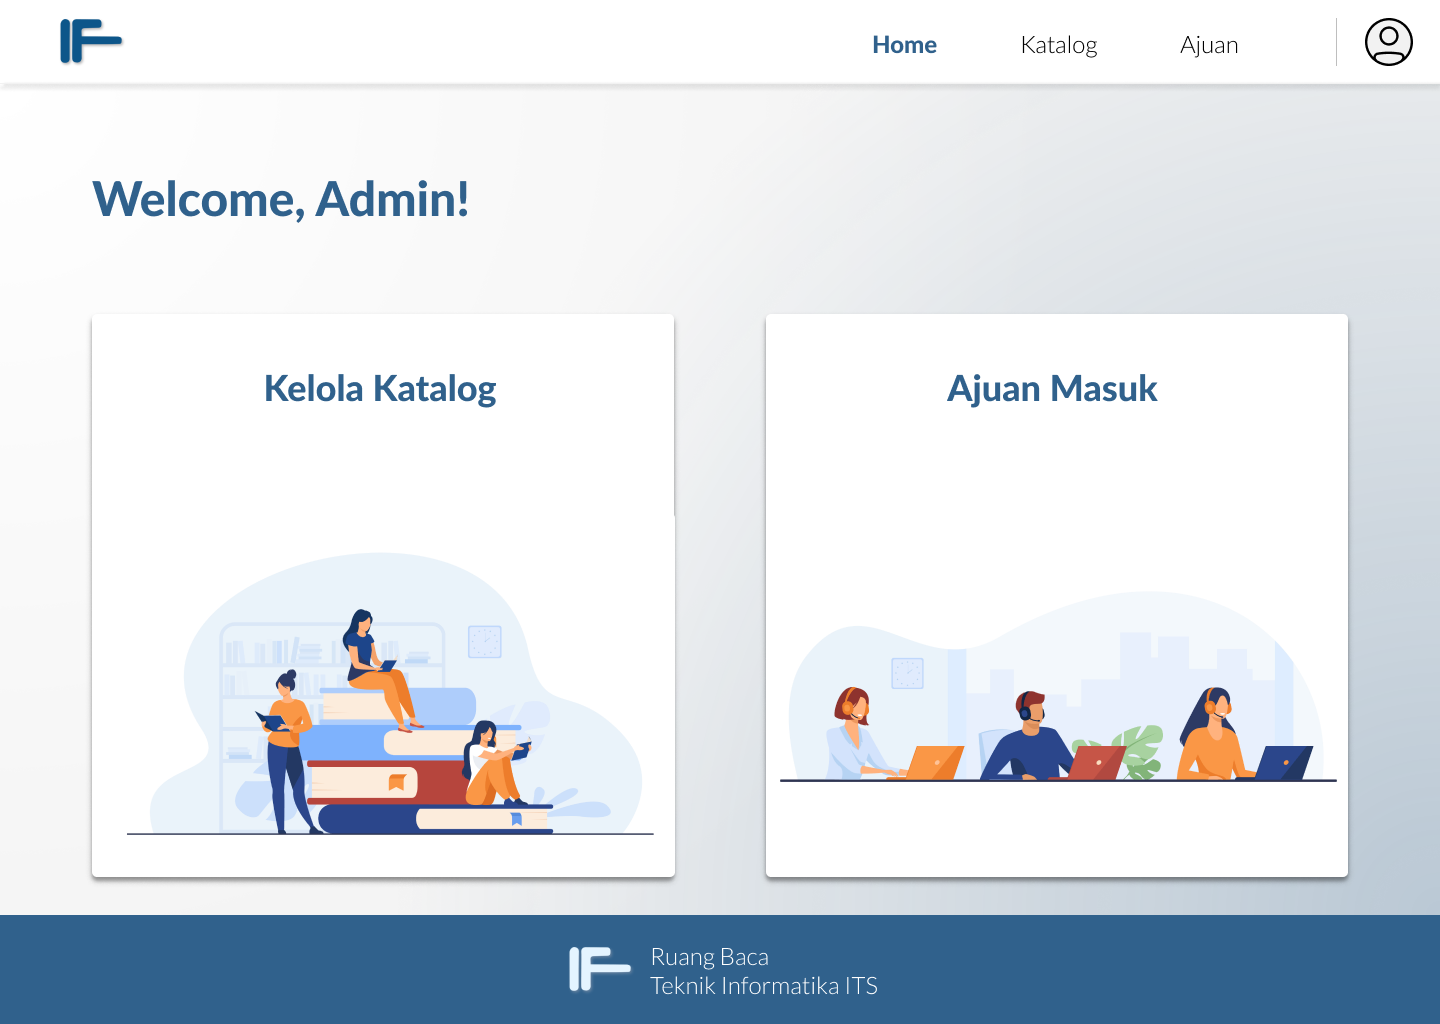 Home
Katalog
Ajuan
Welcome, Admin!
Kelola Katalog
Ajuan Masuk
Ruang Baca
Teknik Informatika ITS